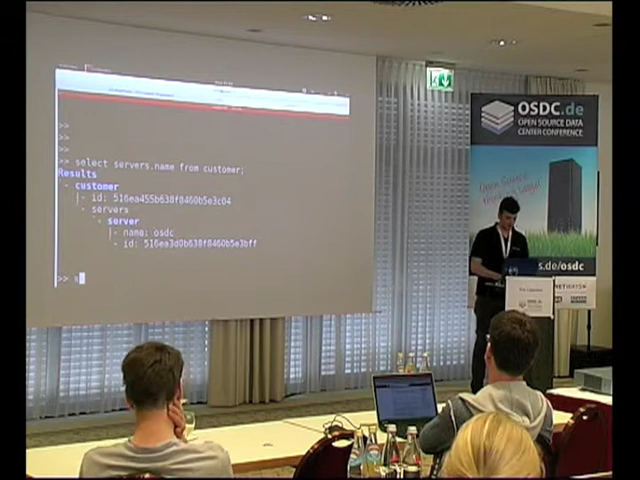 >>
>>
>>
>> select servers.name from customer;
Results
- customer
|- id: 516ea455b638f8460b5e3c04
- servers
- server
|- name: osdc
- id: 516ea3d0b638f8460b5e3bff
>> s
OSDC.de
OPEN SOURCE DATA
CENTER CONFERENCE
s.de/osdc